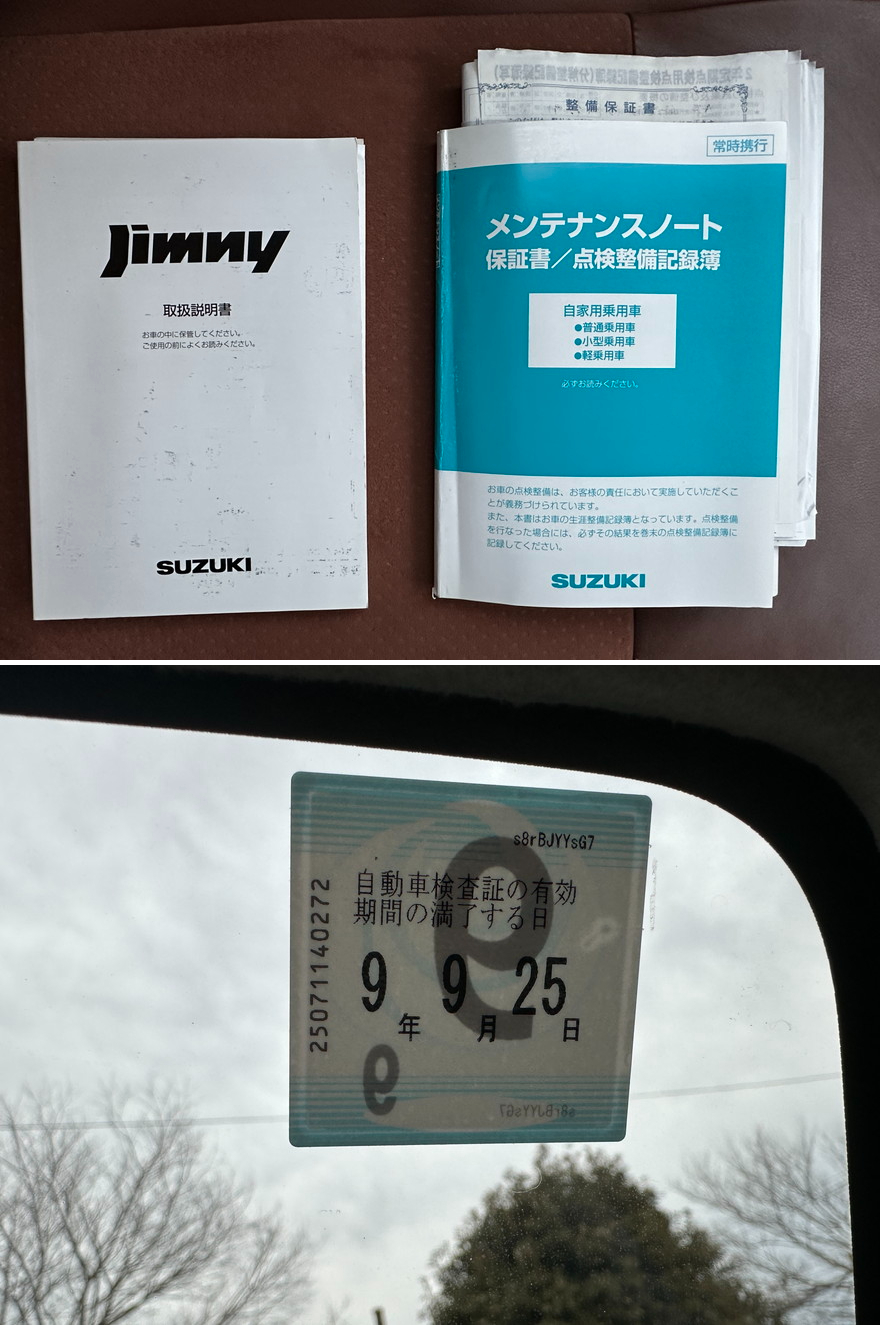 Jimny
取扱説明書
お車の中に保管してください。
ご使用の前によくお読みください。
SUZUKI
整備保証書
常時携行
メンテナンスノート
保証書/点検整備記録簿
自家用乗用車
●普通乗用車
●小型乗用車
●軽乗用車
必ずお読みください。
お車の点検整備は、お客様の責任において実施していただくこ
とが義務づけられています。
また、本書はお車の生涯整備記録簿となっています。点検整備
を行なった場合には、必ずその結果を巻末の点検整備記録簿に
記録してください。
SUZUKI
s8rBJYYsG7
自動車検査証の有効
期間の満了する日
9年 9月 25日
250711140272
9
9
s8rBJYYsG7